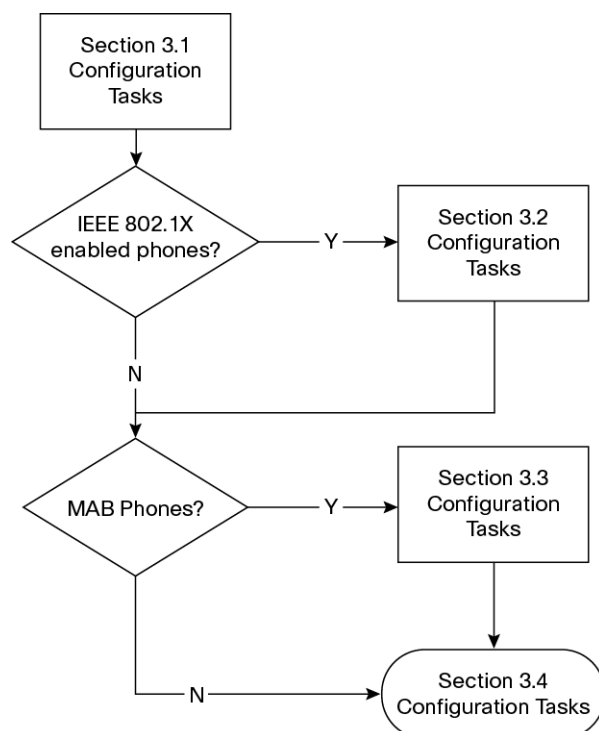 Section 3.1
Configuration
Tasks
IEEE 802.1X
enabled phones?
Y
Section 3.2
Configuration
Tasks
N
MAB Phones?
Y
Section 3.3
Configuration
Tasks
N
Section 3.4
Configuration Tasks